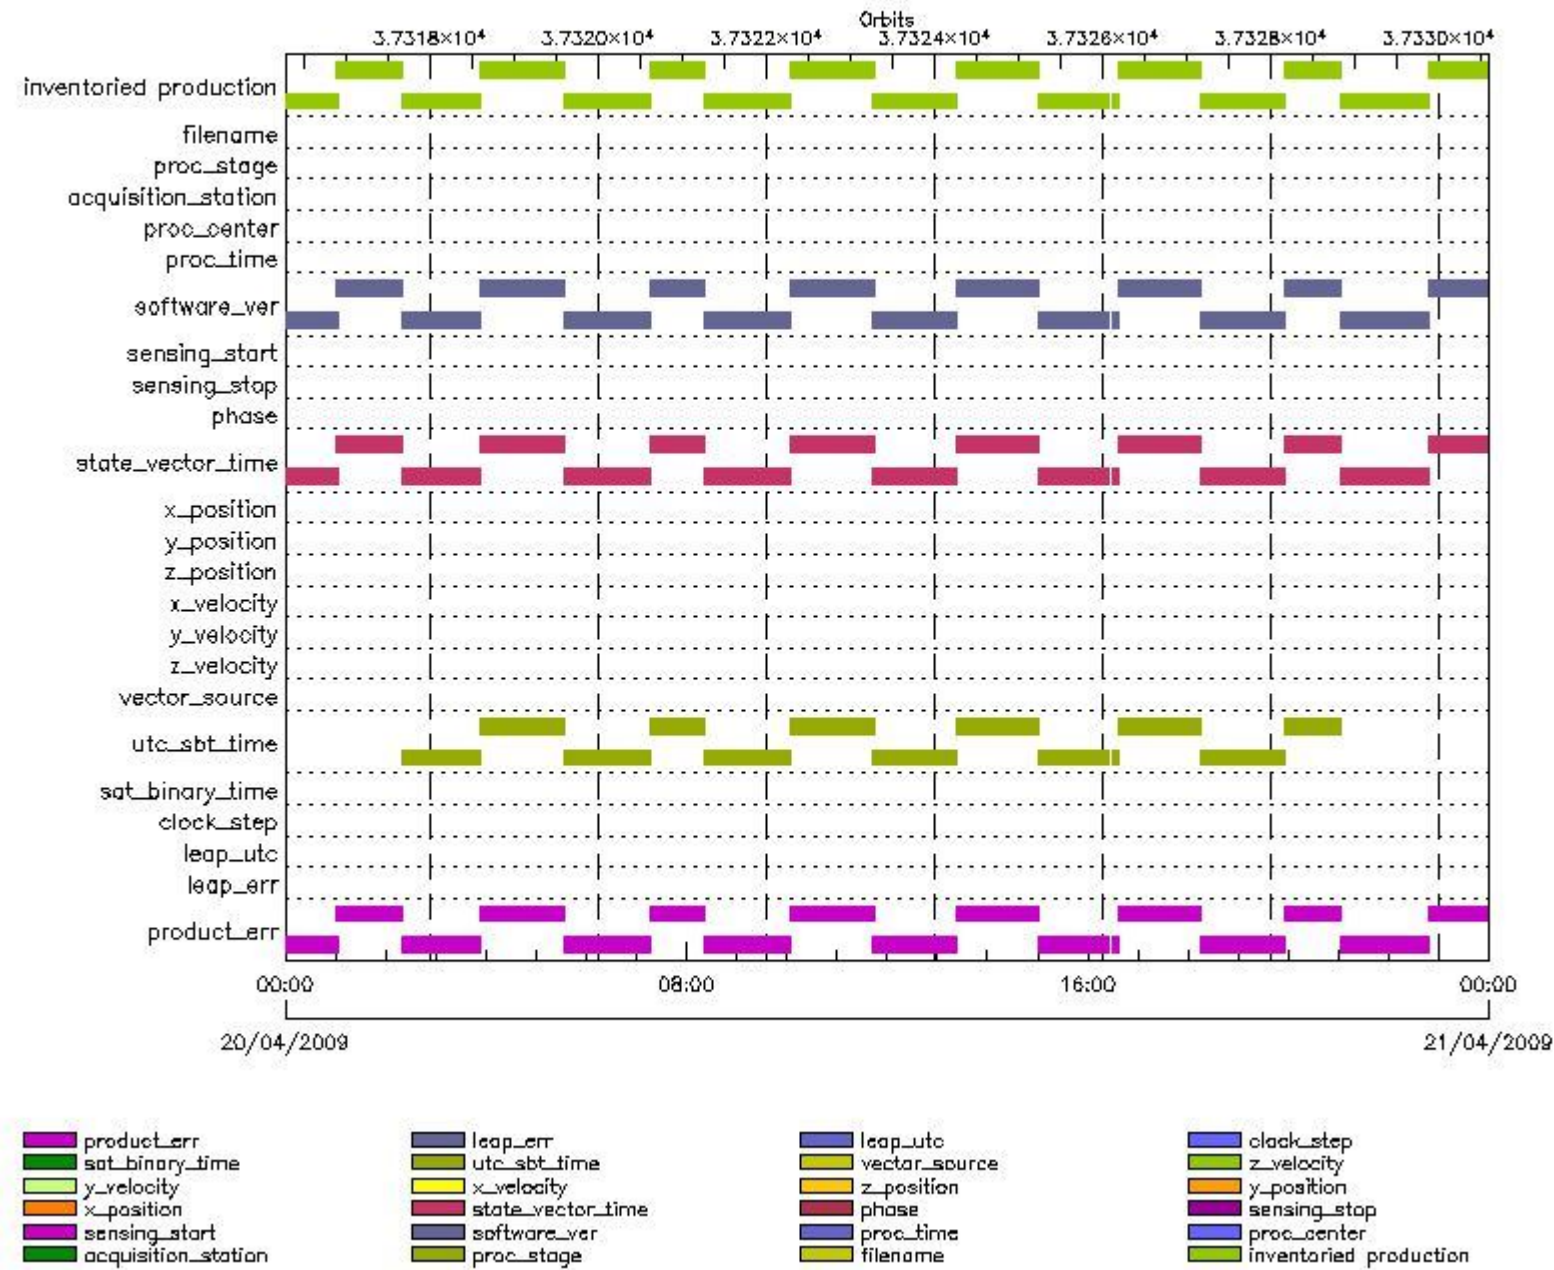 Orbits
3.7318×10⁴ 3.7320×10⁴ 3.7322×10⁴ 3.7324×10⁴ 3.7326×10⁴ 3.7328×10⁴ 3.7330×10⁴
inventoried production
filename
proc_stage
acquisition_station
proc_center
proc_time
software_ver
sensing_start
sensing_stop
phase
state_vector_time
x_position
y_position
z_position
x_velocity
y_velocity
z_velocity
vector_source
utc_sbt_time
sat_binary_time
clock_step
leap_utc
leap_err
product_err
00:00 08:00 16:00 00:00
20/04/2009 21/04/2009
product_err leap_err leap_utc clock_step
sat_binary_time utc_sbt_time vector_source z_velocity
y_velocity x_velocity z_position y_position
x_position state_vector_time phase sensing_stop
sensing_start software_ver proc_time proc_center
acquisition_station proc_stage filename inventoried production